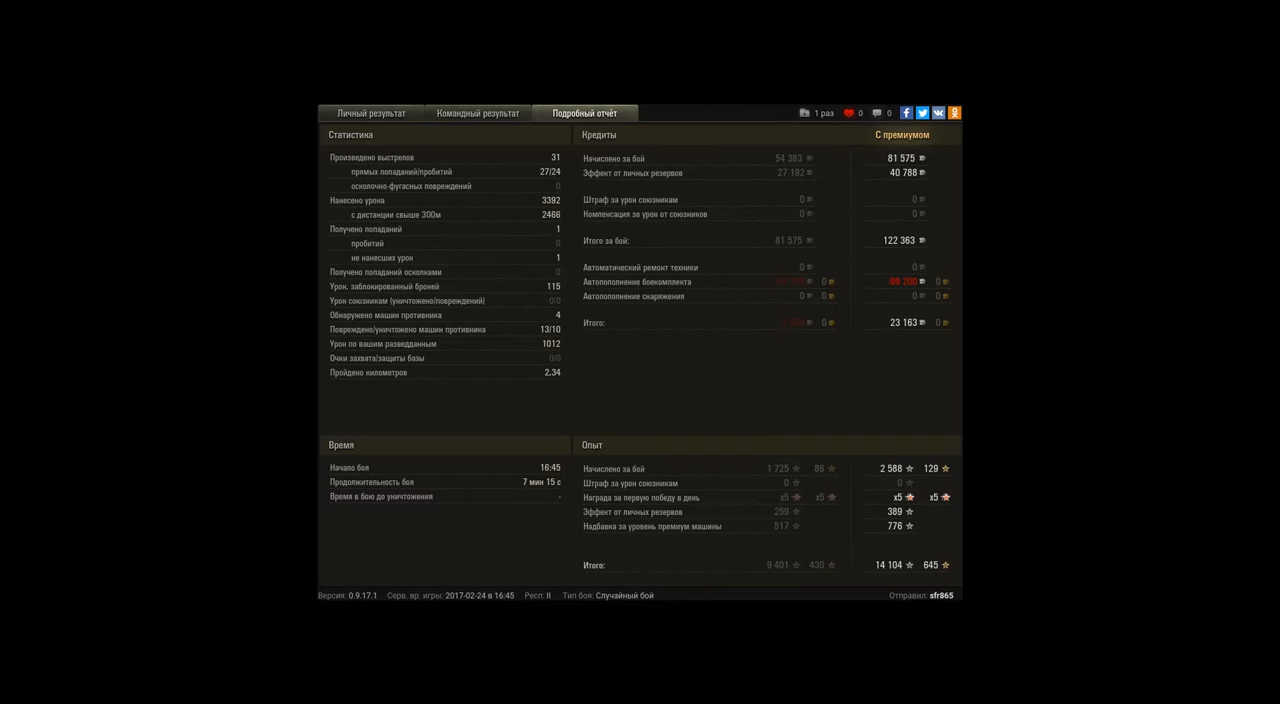 Личный результат Командный результат Подробный отчёт 1 раз 0 0
Статистика
Произведено выстрелов 31
прямых попаданий/пробитий 27/24
осколочно-фугасных повреждений 0
Нанесено урона 3392
с дистанции свыше 300м 2466
Получено попаданий 1
пробитий 0
не нанесших урон 1
Получено попаданий осколками 0
Урон, заблокированный броней 115
Урон союзникам (уничтожено/повреждений) 0/0
Обнаружено машин противника 4
Повреждено/уничтожено машин противника 13/10
Урон по вашим разведданным 1012
Очки захвата/защиты базы 0/0
Пройдено километров 2,34
Кредиты С премиумом
Начислено за бой 54 383 81 575
Эффект от личных резервов 27 192 40 788
Штраф за урон союзникам 0 0
Компенсация за урон от союзников 0 0
Итого за бой: 81 575 122 363
Автоматический ремонт техники 0 0
Автопополнение боекомплекта 0 -99 200 0
Автопополнение снаряжения 0 0 0 0
Итого: 0 23 163 0
Время
Начало боя 16:45
Продолжительность боя 7 мин 15 с
Время в бою до уничтожения -
Опыт
Начислено за бой 1 725 86 2 588 129
Штраф за урон союзникам 0 0
Награда за первую победу в день x5 x5 x5 x5
Эффект от личных резервов 259 389
Надбавка за уровень премиум машины 517 776
Итого: 9 401 430 14 104 645
Версия: 0.9.17.1 Серв. вр. игры: 2017-02-24 в 16:45 Респ: II Тип боя: Случайный бой Отправил: sfr865